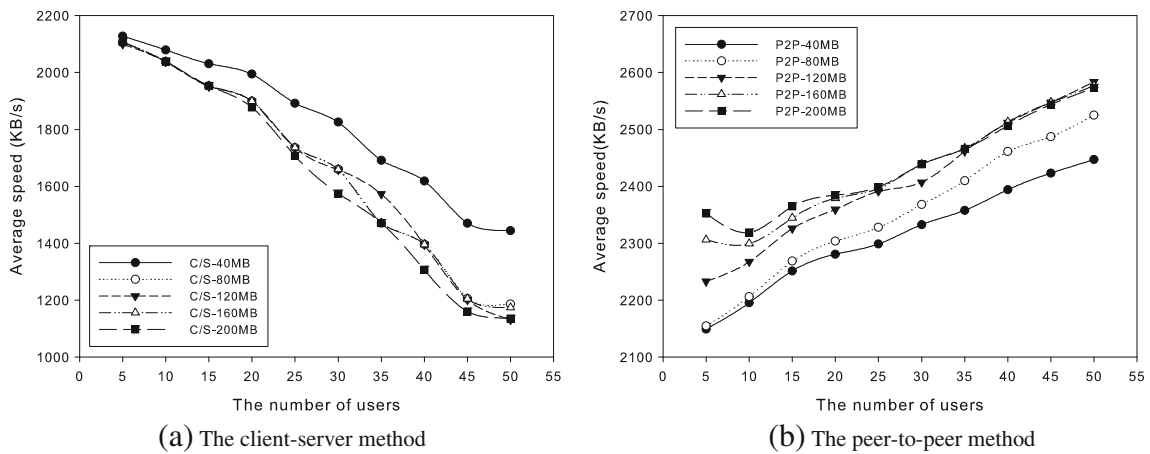 2200
2000
1800
1600
1400
1200
1000
Average speed (KB/s)
C/S-40MB
C/S-80MB
C/S-120MB
C/S-160MB
C/S-200MB
0 5 10 15 20 25 30 35 40 45 50 55
The number of users
(a) The client-server method
2700
2600
2500
2400
2300
2200
2100
Average speed(KB/s)
P2P-40MB
P2P-80MB
P2P-120MB
P2P-160MB
P2P-200MB
0 5 10 15 20 25 30 35 40 45 50 55
The number of users
(b) The peer-to-peer method